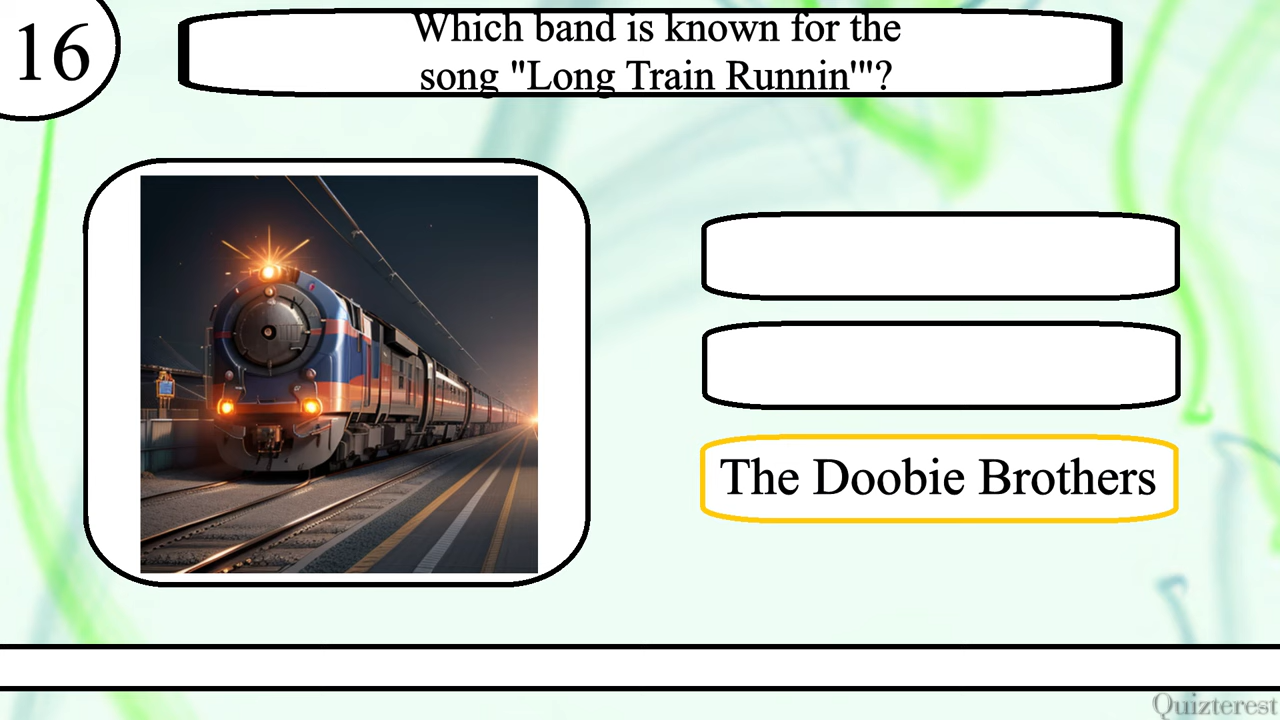 16
Which band is known for the
song "Long Train Runnin'"?
The Doobie Brothers
Quizterest